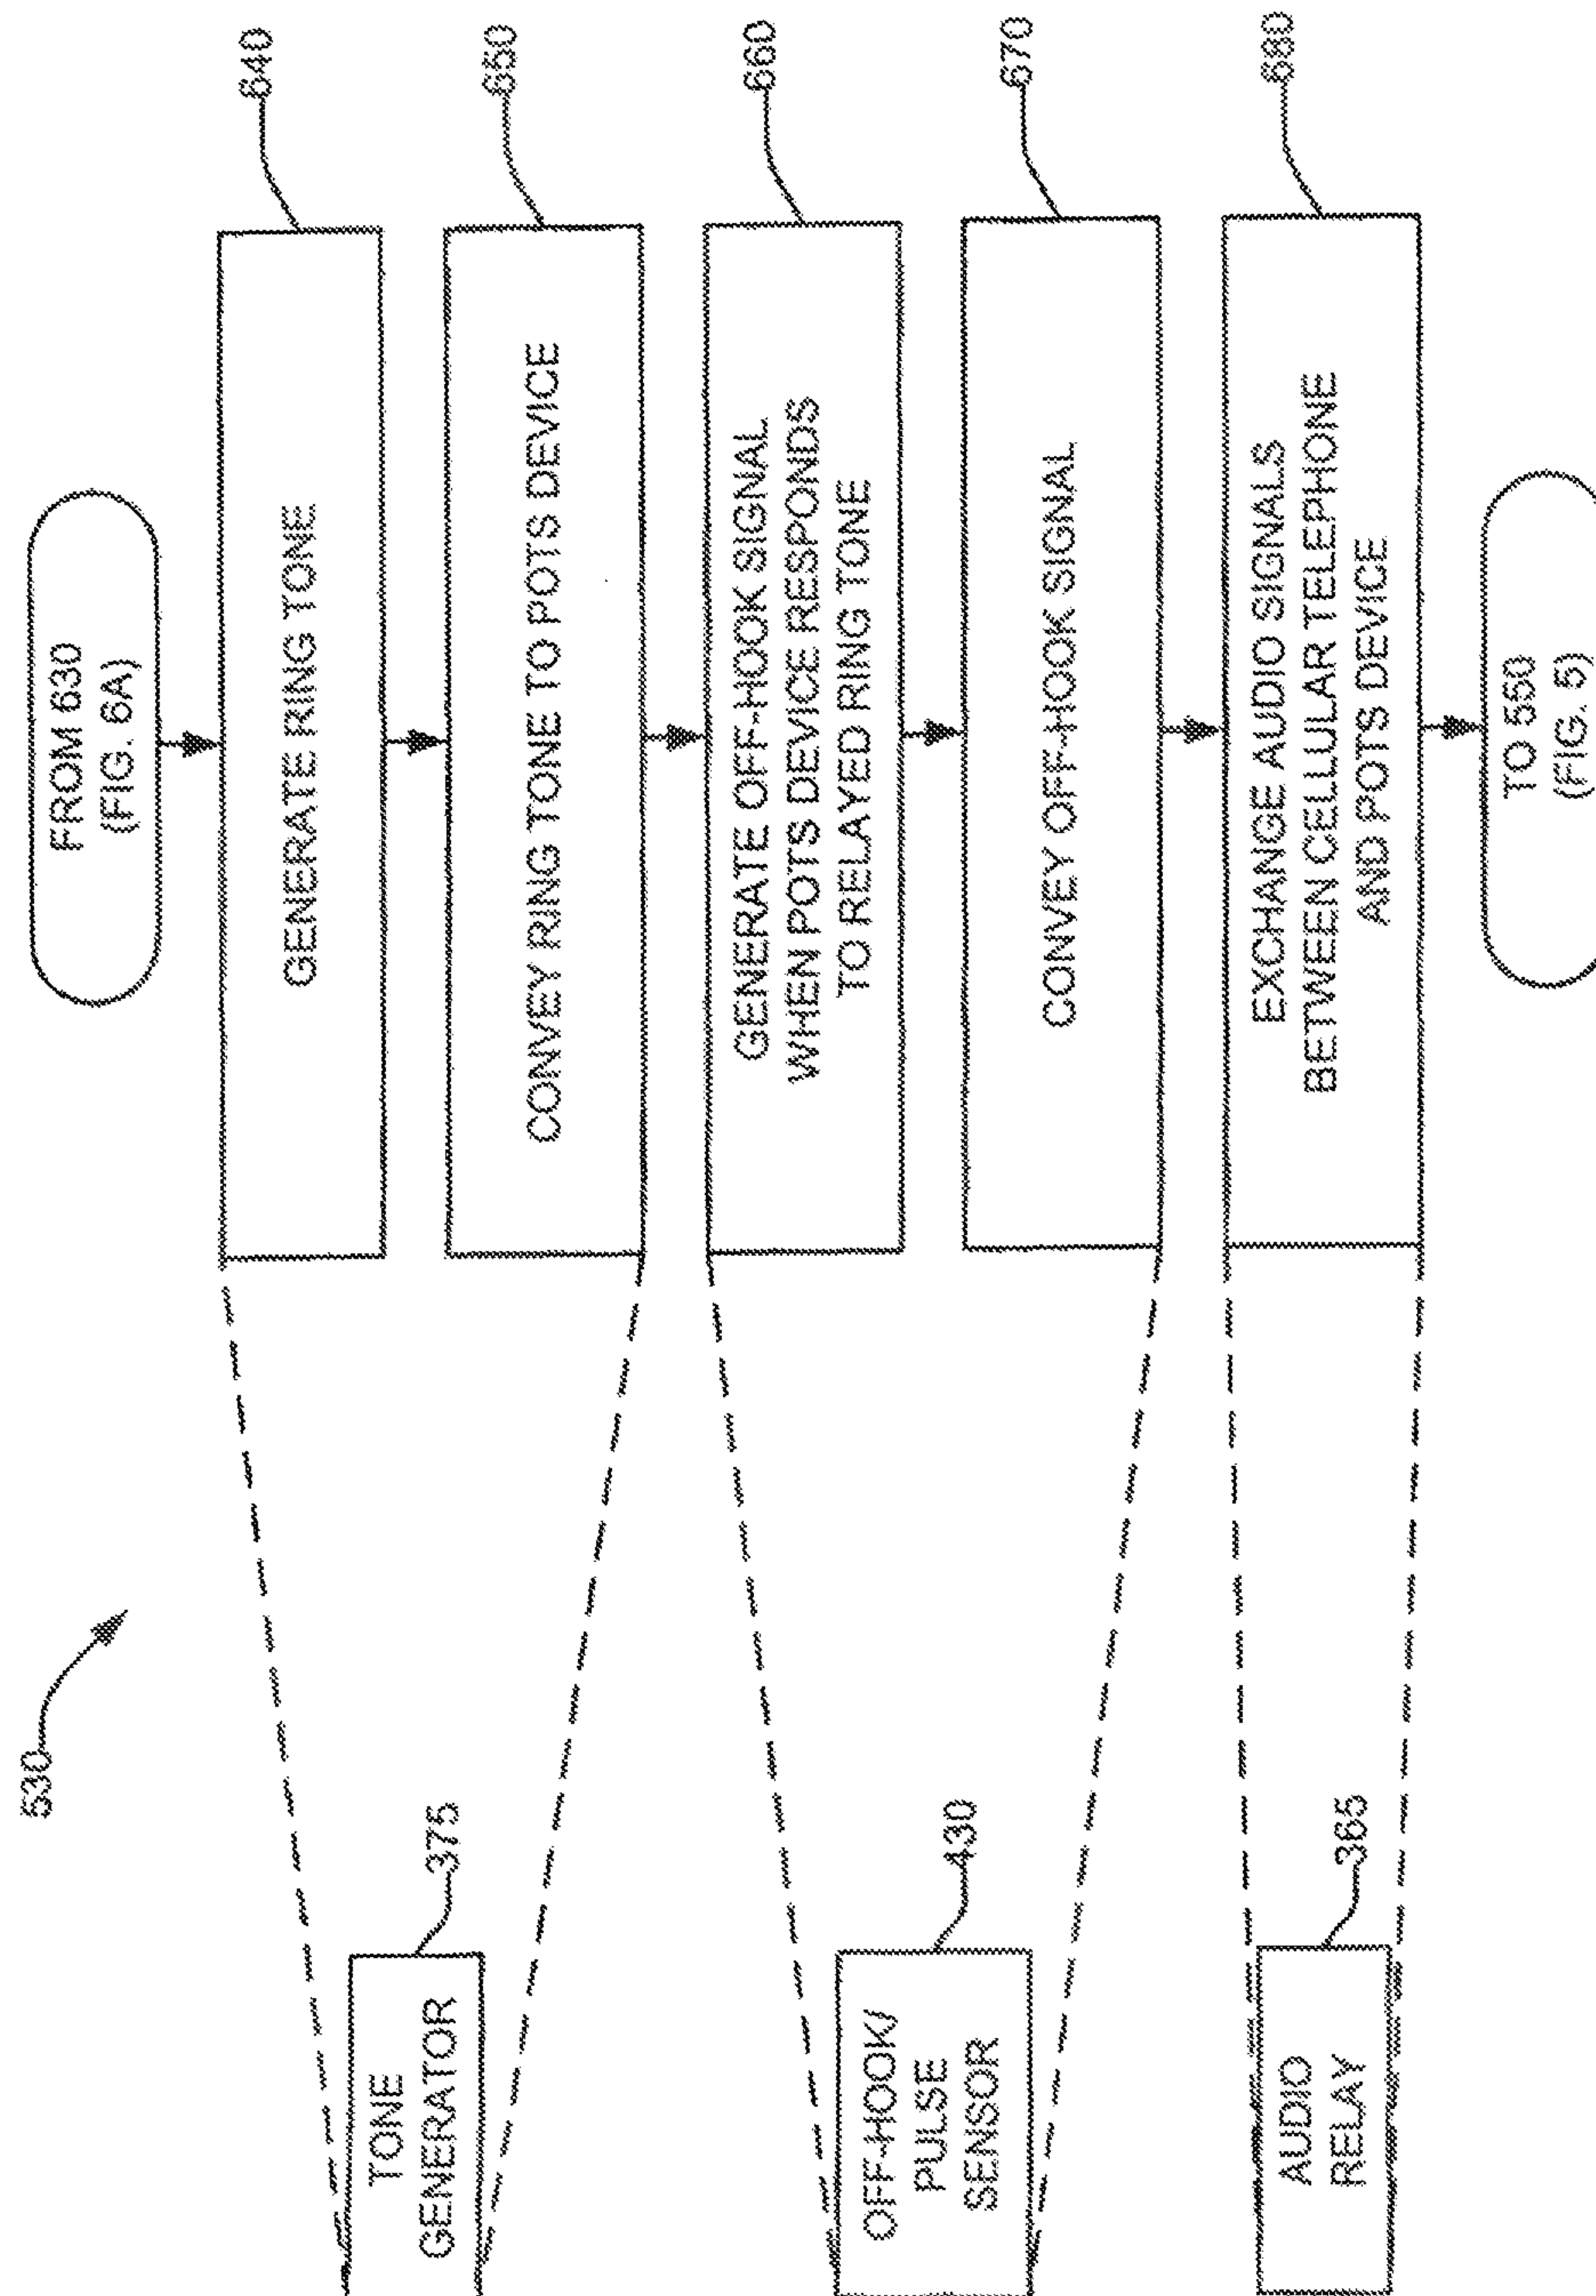 530
FROM 630
(FIG. 6A)
TONE
GENERATOR
375
GENERATE RING TONE
640
CONVEY RING TONE TO POTS DEVICE
650
OFF-HOOK/
PULSE
SENSOR
430
GENERATE OFF-HOOK SIGNAL
WHEN POTS DEVICE RESPONDS
TO RELAYED RING TONE
660
CONVEY OFF-HOOK SIGNAL
670
AUDIO
RELAY
365
EXCHANGE AUDIO SIGNALS
BETWEEN CELLULAR TELEPHONE
AND POTS DEVICE
680
TO 550
(FIG. 5)